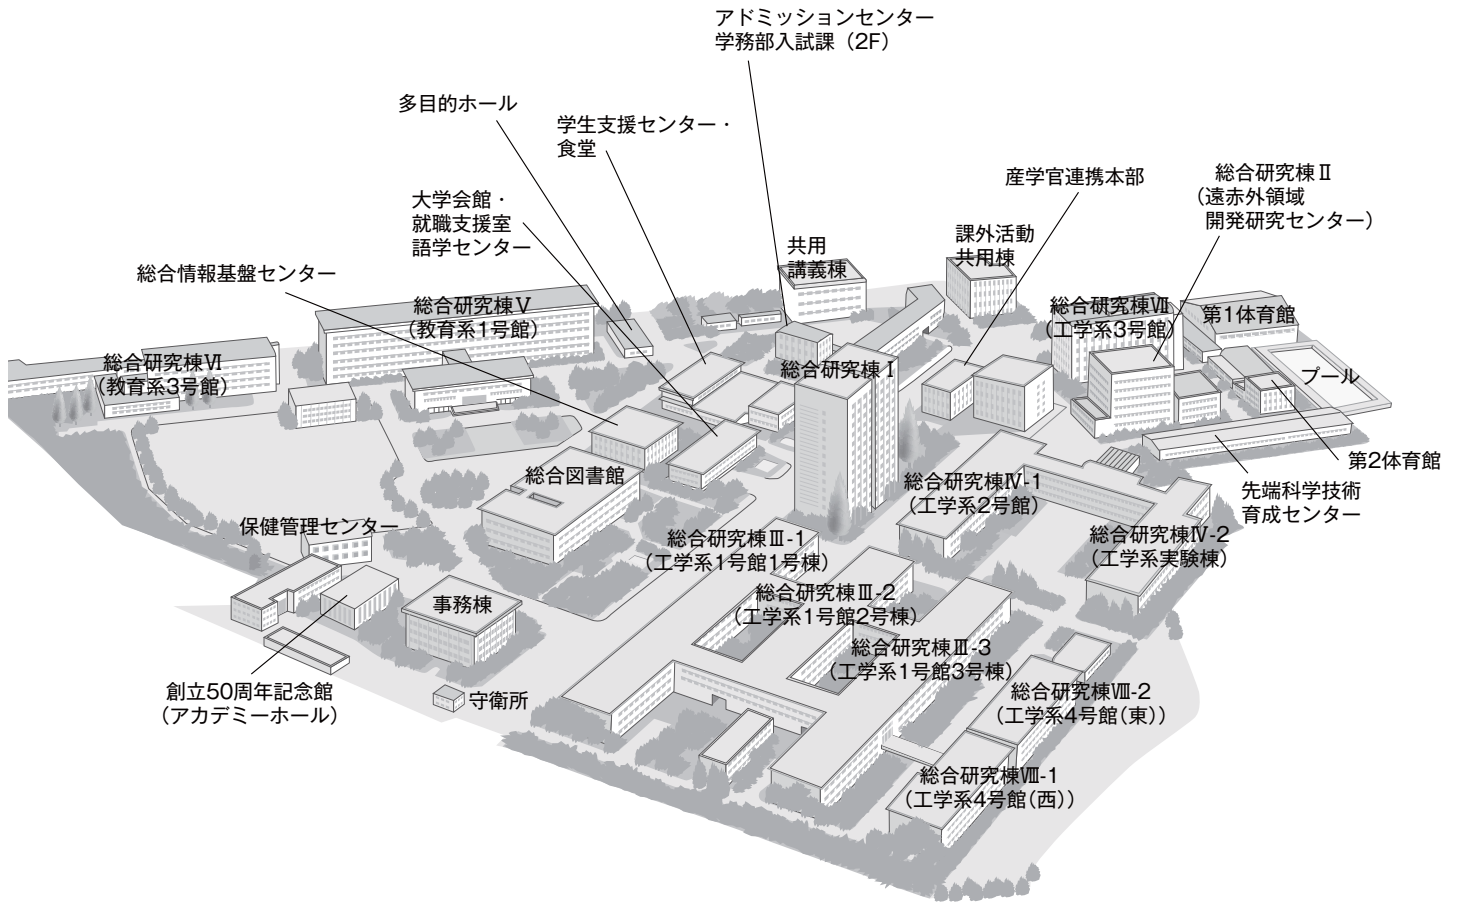 アドミッションセンター
学務部入試課（2F）
多目的ホール
学生支援センター・
食堂
大学会館・
就職支援室
語学センター
産学官連携本部
総合研究棟Ⅱ
（遠赤外領域
開発研究センター）
共用
講義棟
課外活動
共用棟
総合情報基盤センター
総合研究棟Ⅴ
（教育系1号館）
総合研究棟Ⅶ
（工学系3号館）
第1体育館
総合研究棟Ⅵ
（教育系3号館）
総合研究棟Ⅰ
プール
総合図書館
総合研究棟Ⅳ-1
（工学系2号館）
第2体育館
先端科学技術
育成センター
保健管理センター
総合研究棟Ⅲ-1
（工学系1号館1号棟）
総合研究棟Ⅳ-2
（工学系実験棟）
事務棟
総合研究棟Ⅲ-2
（工学系1号館2号棟）
総合研究棟Ⅲ-3
（工学系1号館3号棟）
創立50周年記念館
（アカデミーホール）
守衛所
総合研究棟Ⅷ-2
（工学系4号館（東））
総合研究棟Ⅷ-1
（工学系4号館（西））